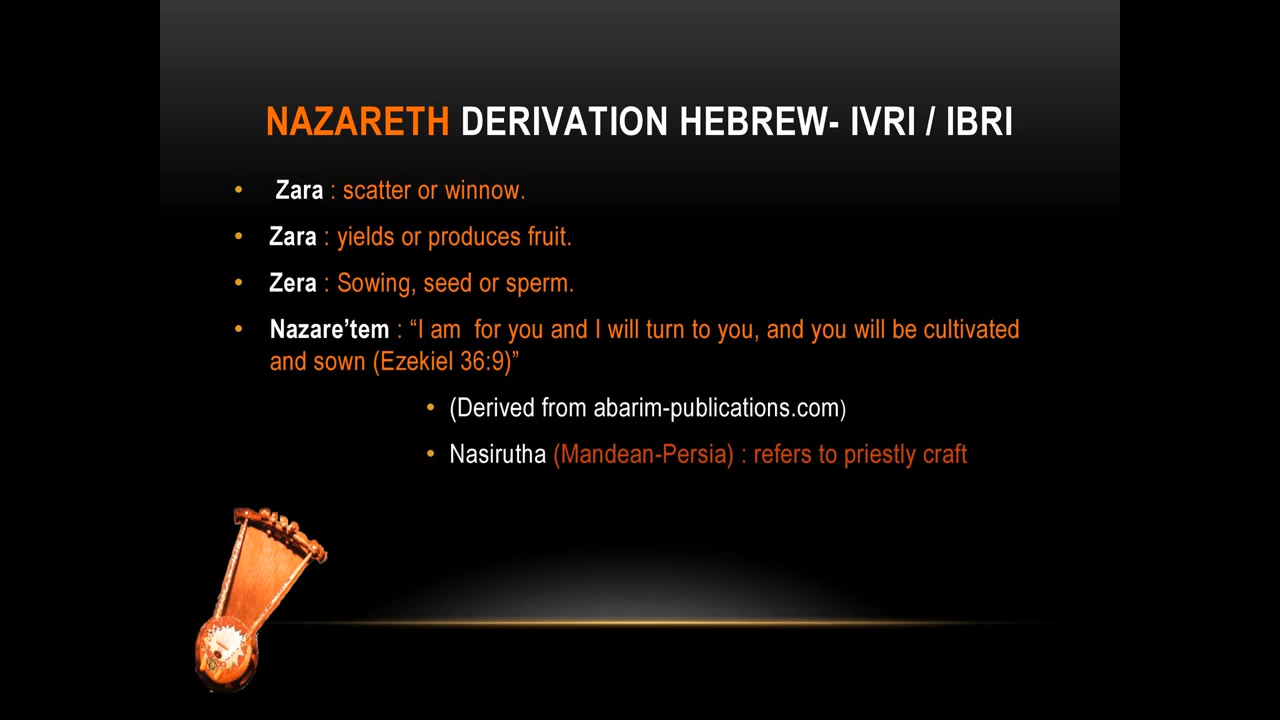 NAZARETH DERIVATION HEBREW- IVRI / IBRI
• Zara : scatter or winnow.
• Zara : yields or produces fruit.
• Zera : Sowing, seed or sperm.
• Nazare’tem : “I am  for you and I will turn to you, and you will be cultivated
and sown (Ezekiel 36:9)”
• (Derived from abarim-publications.com)
• Nasirutha (Mandean-Persia) : refers to priestly craft